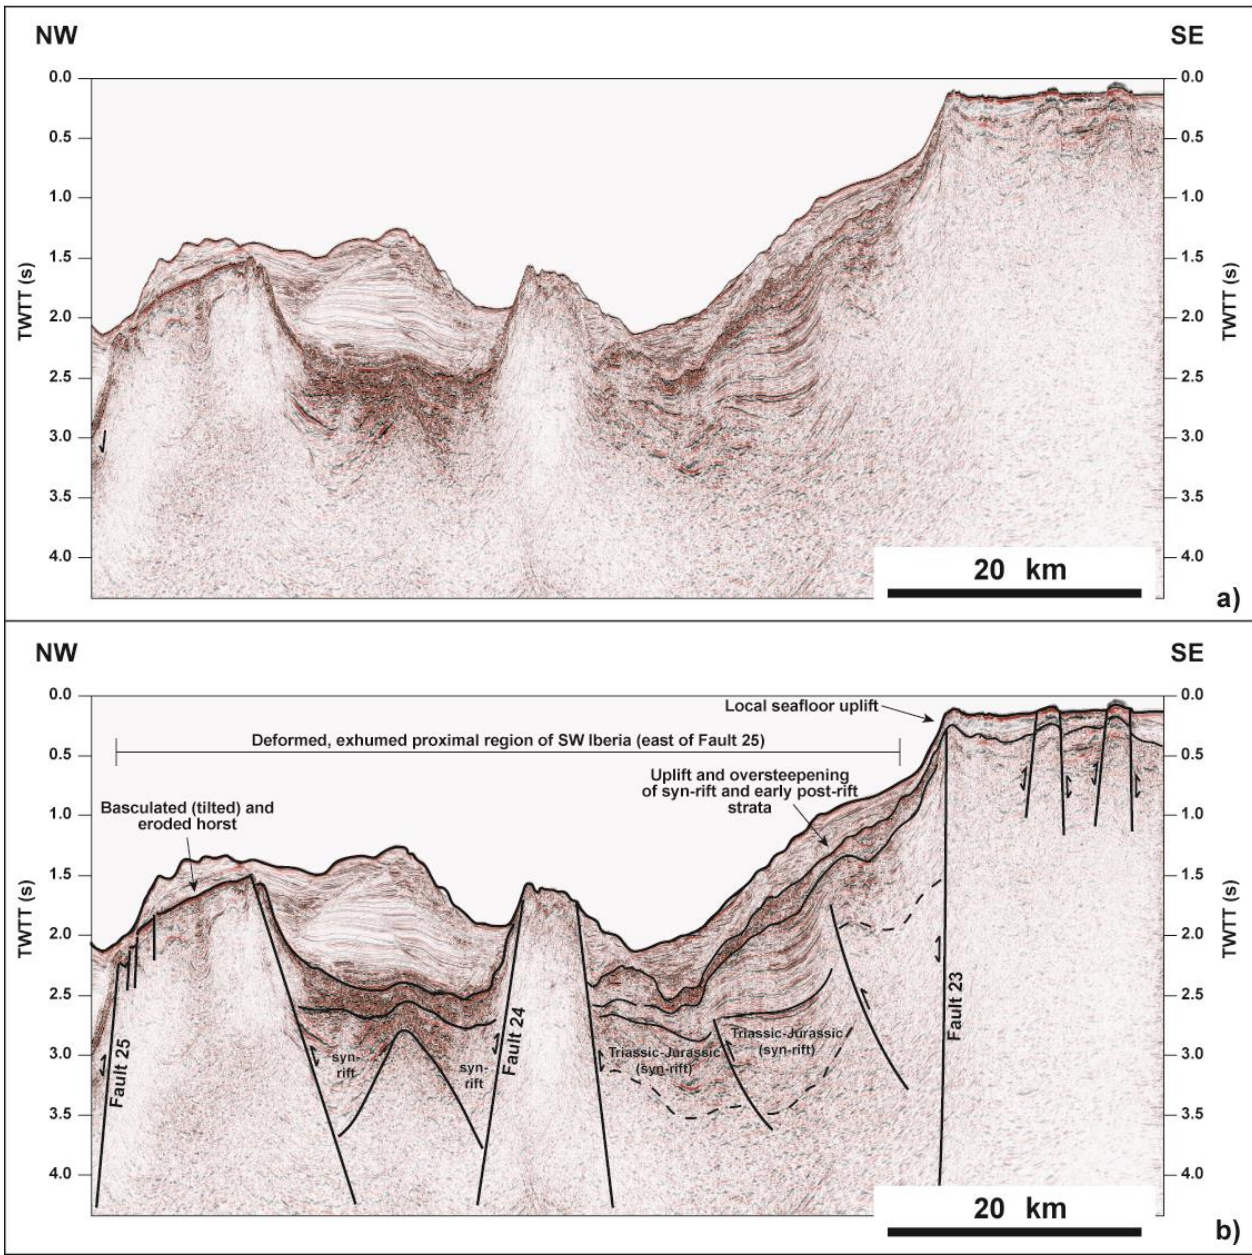 NW
SE
0.0
0.0
0.5
0.5
1.0
1.0
1.5
1.5
TWTT (s)
TWTT (s)
2.0
2.0
2.5
2.5
3.0
3.0
3.5
3.5
4.0
4.0
20 km
a)
NW
SE
0.0
0.0
Local seafloor uplift
Deformed, exhumed proximal region of SW Iberia (east of Fault 25)
0.5
0.5
Uplift and oversteepening
of syn-rift and early post-rift
strata
Basculated (tilted) and
eroded horst
1.0
1.0
1.5
1.5
TWTT (s)
TWTT (s)
2.0
2.0
2.5
2.5
Fault 25
syn-
rift
syn-
rift
Fault 24
Triassic-Jurassic
(syn-rift)
Triassic-Jurassic
(syn-rift)
Fault 23
3.0
3.0
3.5
3.5
4.0
4.0
20 km
b)